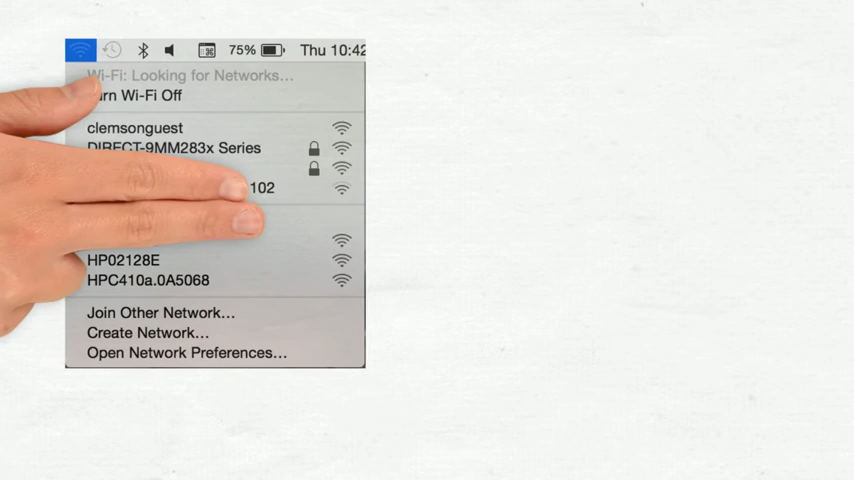 75% Thu 10:42
Wi-Fi: Looking for Networks...
Wi-Fi Off
clemsonguest
DIRECT-9MM283x Series
102
HP02128E
HPC410a.0A5068
Join Other Network...
Create Network...
Open Network Preferences...